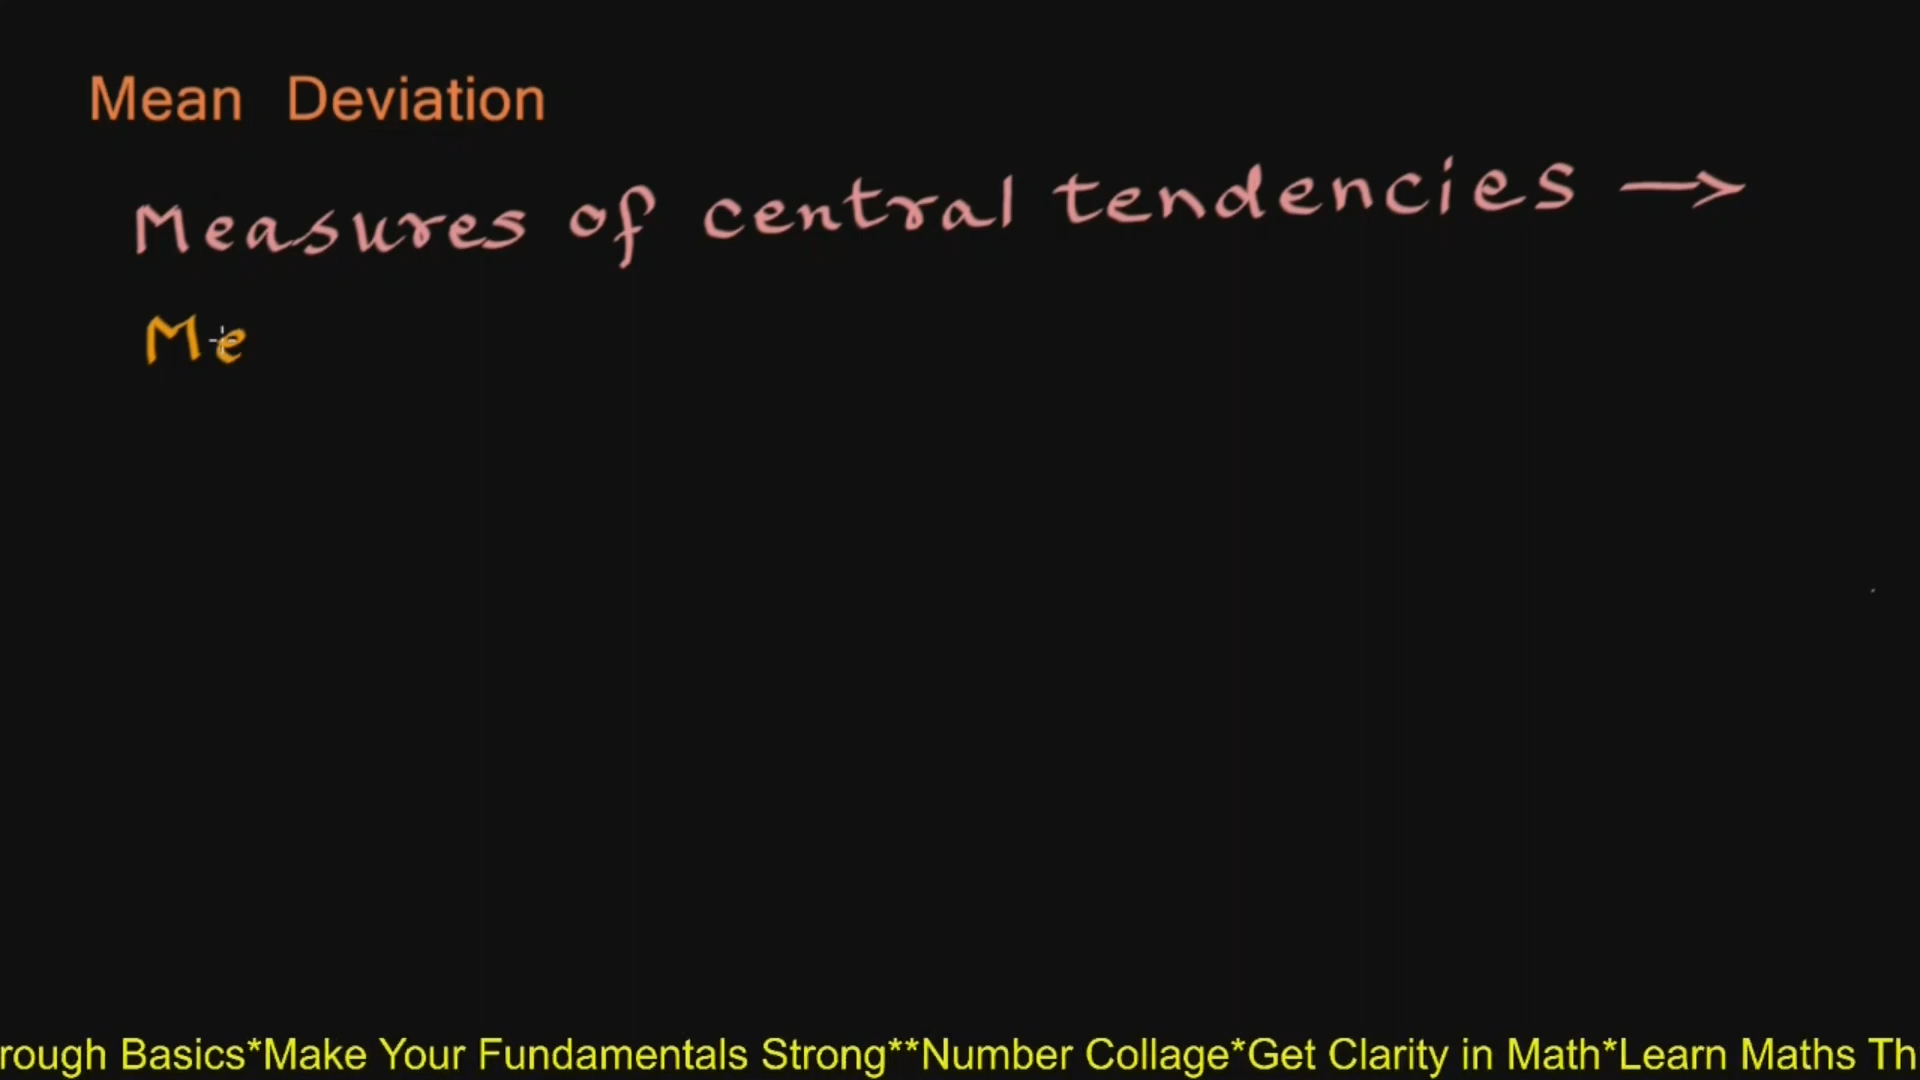 Mean Deviation
Measures of central tendencies →
Me
rough Basics*Make Your Fundamentals Strong**Number Collage*Get Clarity in Math*Learn Maths Th